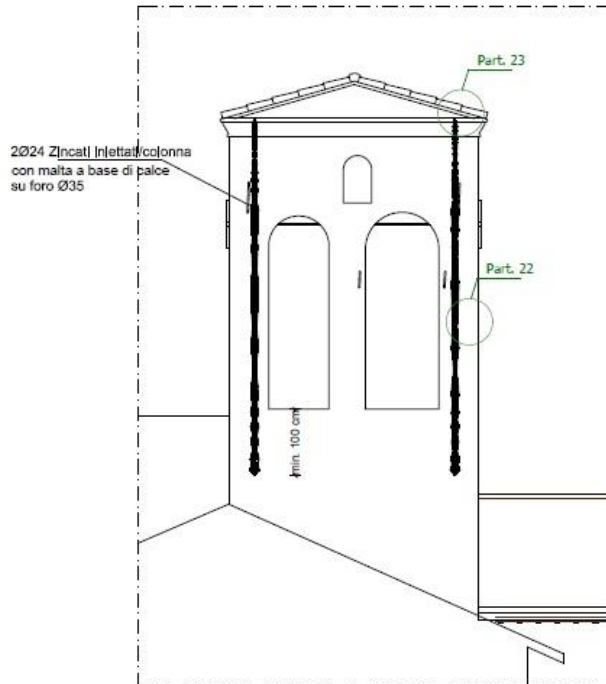 Part. 23
2Ø24 Zincati Iniettati/colonna
con malta a base di calce
su foro Ø35
Part. 22
min. 100 cm